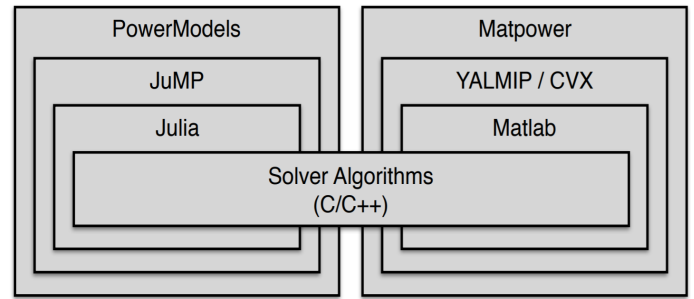 PowerModels
JuMP
Julia
Matpower
YALMIP / CVX
Matlab
Solver Algorithms
(C/C++)